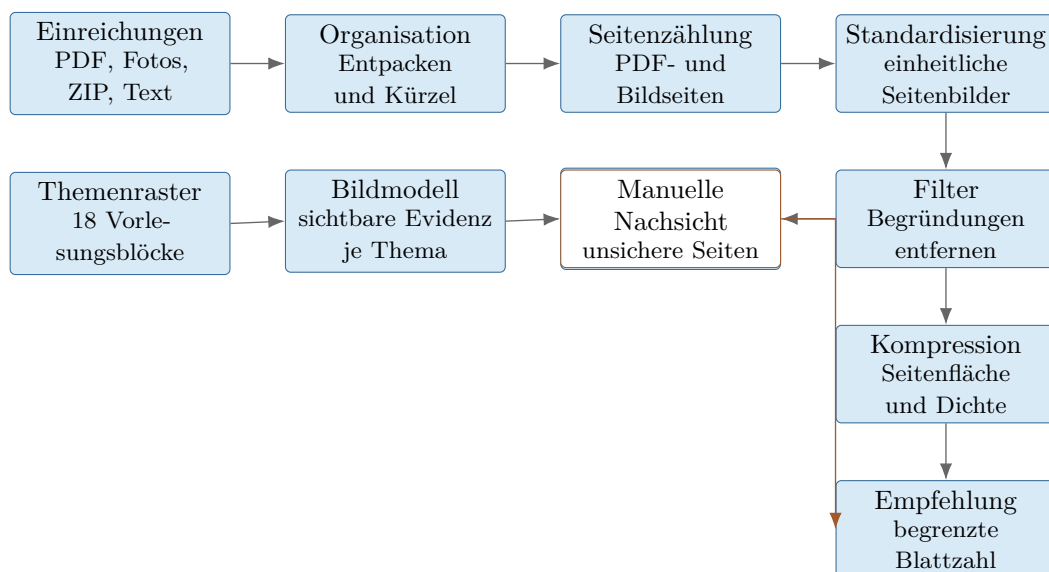 Einreichungen
PDF, Fotos,
ZIP, Text
Organisation
Entpacken
und Kürzel
Seitenzählung
PDF- und
Bildseiten
Standardisierung
einheitliche
Seitenbilder
Themenraster
18 Vorle-
sungsblöcke
Bildmodell
sichtbare Evidenz
je Thema
Manuelle
Nachsicht
unsichere Seiten
Filter
Begründungen
entfernen
Kompression
Seitenfläche
und Dichte
Empfehlung
begrenzte
Blattzahl